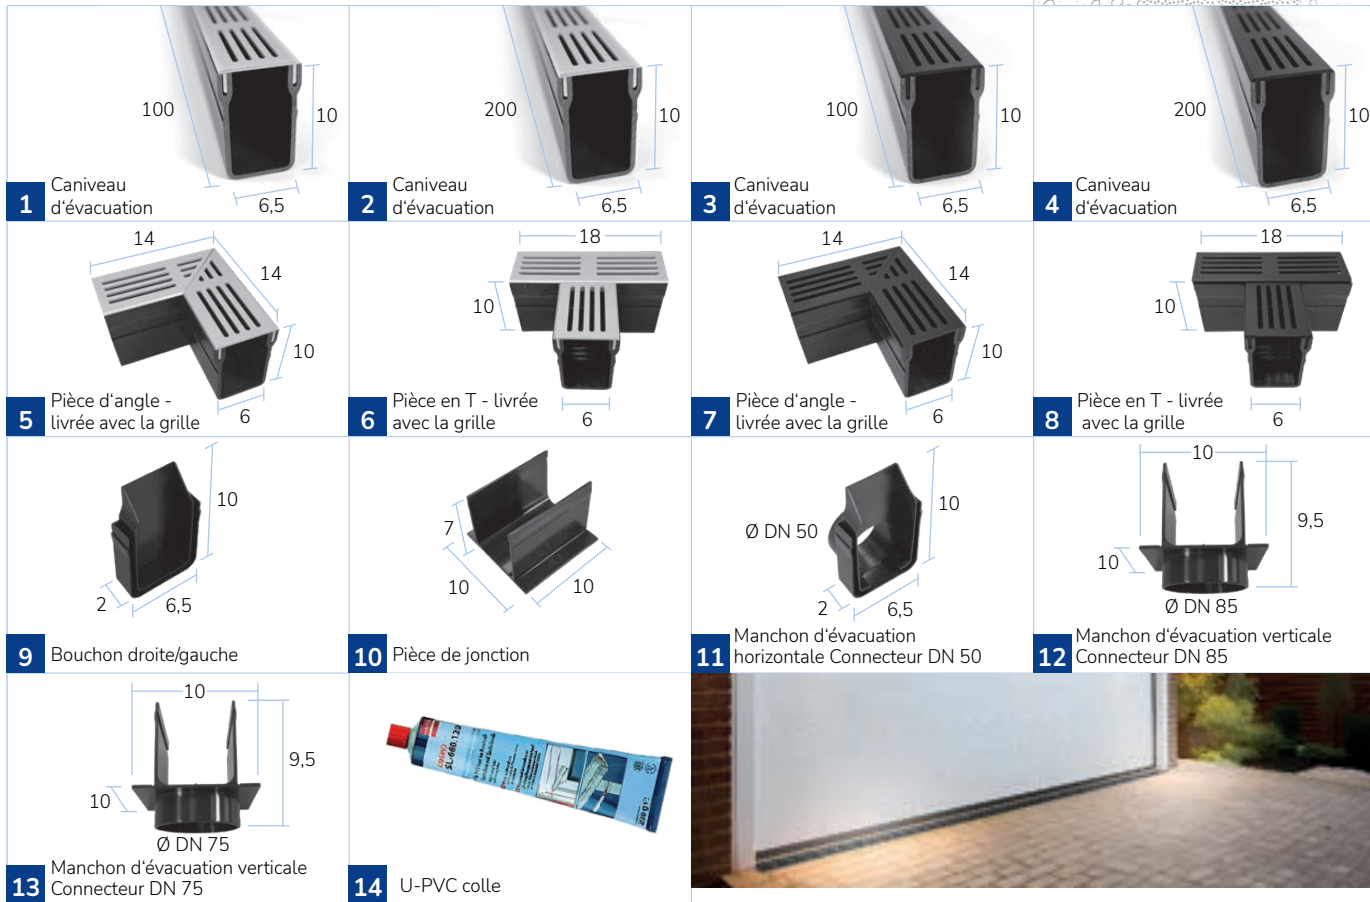 100
10
6,5
1 Caniveau
d‘évacuation
200
10
6,5
2 Caniveau
d‘évacuation
100
10
6,5
3 Caniveau
d‘évacuation
200
10
6,5
4 Caniveau
d‘évacuation
14
14
10
6
5 Pièce d‘angle -
livrée avec la grille
18
10
6
6 Pièce en T - livrée
avec la grille
14
14
10
6
7 Pièce d‘angle -
livrée avec la grille
18
10
6
8 Pièce en T - livrée
avec la grille
10
2
6,5
9 Bouchon droite/gauche
7
10
10
10 Pièce de jonction
Ø DN 50
10
2
6,5
11 Manchon d‘évacuation
horizontale Connecteur DN 50
10
9,5
10
Ø DN 85
12 Manchon d‘évacuation verticale
Connecteur DN 85
10
9,5
10
Ø DN 75
13 Manchon d‘évacuation verticale
Connecteur DN 75
COSMO
SL-660.120
14 U-PVC colle